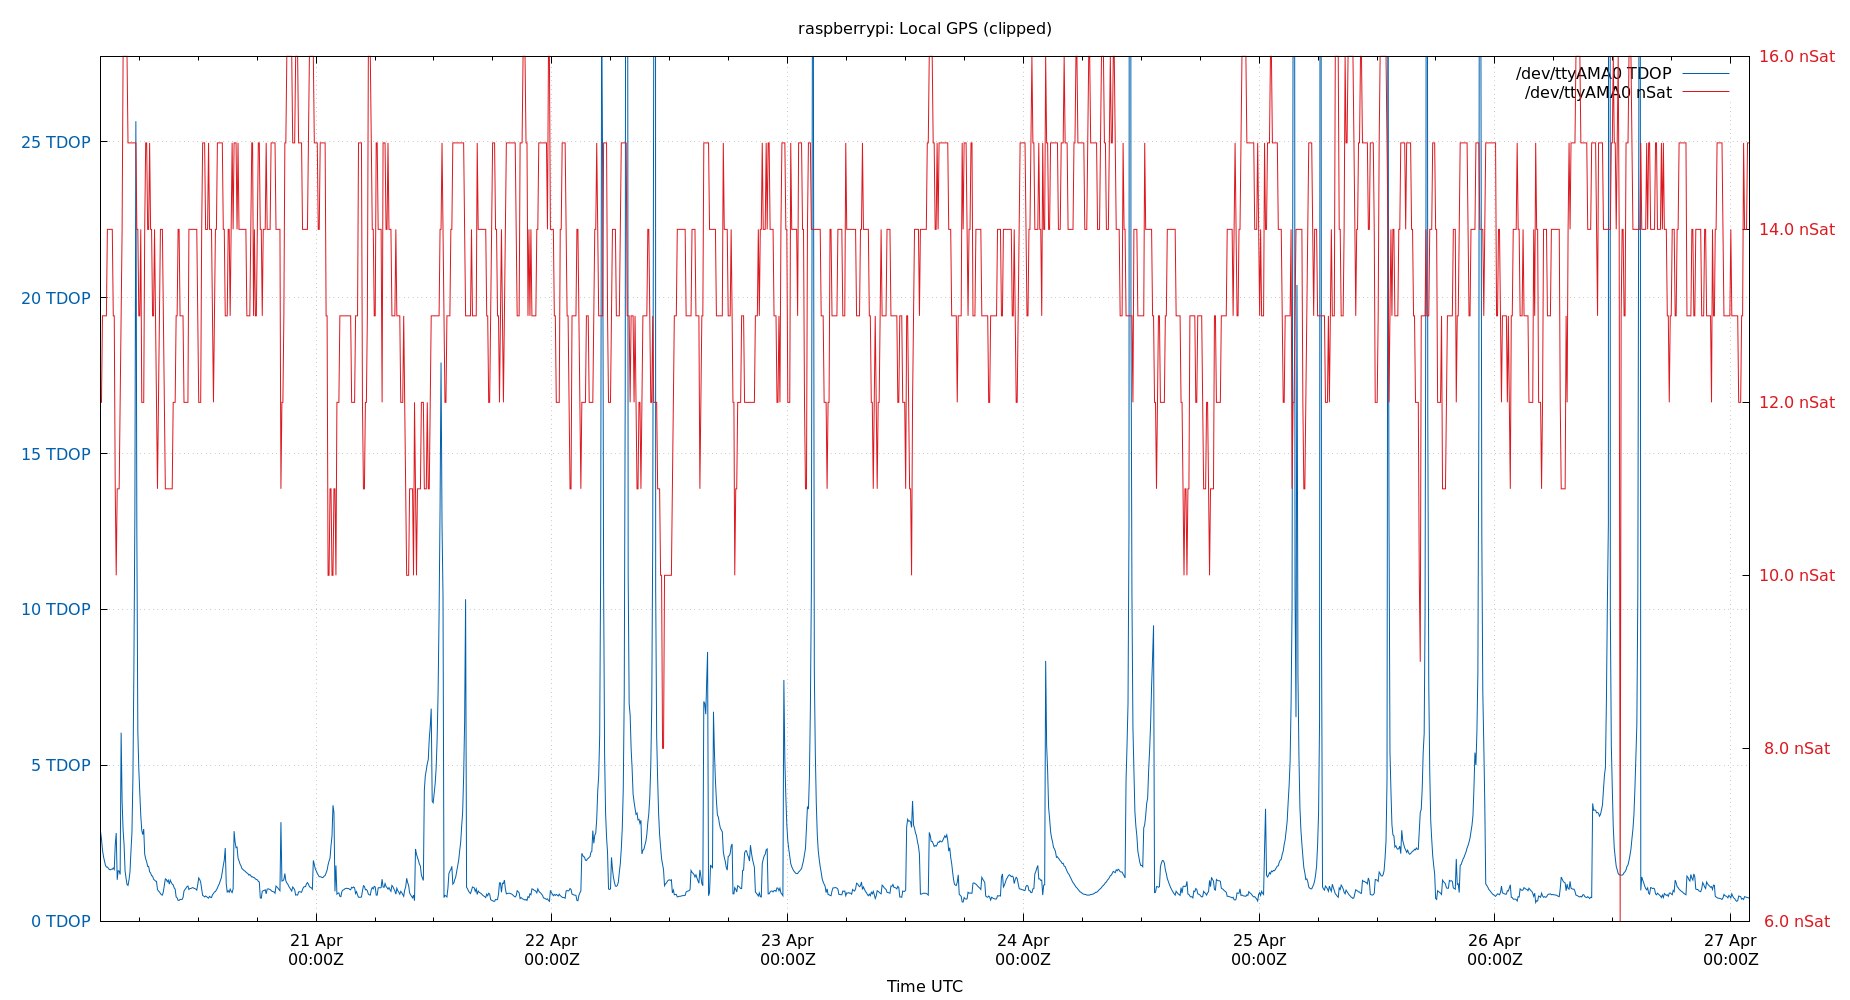 raspberrypi: Local GPS (clipped)
16.0 nSat
/dev/ttyAMA0 TDOP
/dev/ttyAMA0 nSat
25 TDOP
14.0 nSat
20 TDOP
12.0 nSat
15 TDOP
10.0 nSat
10 TDOP
8.0 nSat
5 TDOP
6.0 nSat
0 TDOP
21 Apr 22 Apr 23 Apr 24 Apr 25 Apr 26 Apr 27 Apr
00:00Z 00:00Z 00:00Z 00:00Z 00:00Z 00:00Z 00:00Z
Time UTC